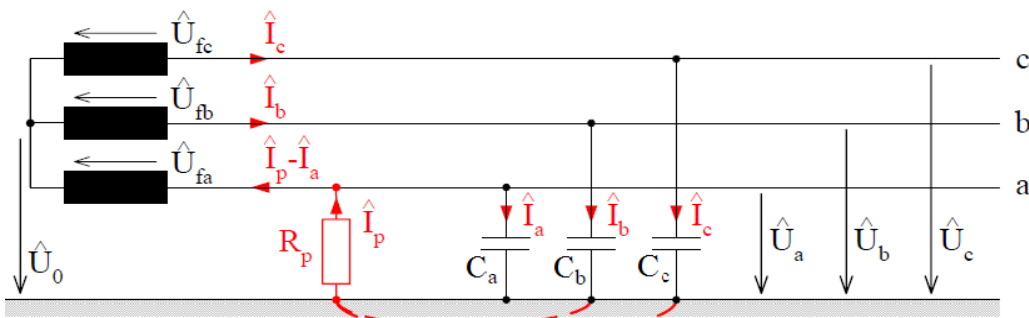 Û_fc Î_c c
Û_fb Î_b b
Û_fa Î_p-Î_a a
Û_0 R_p Î_p C_a Î_a C_b Î_b C_c Î_c Û_a Û_b Û_c